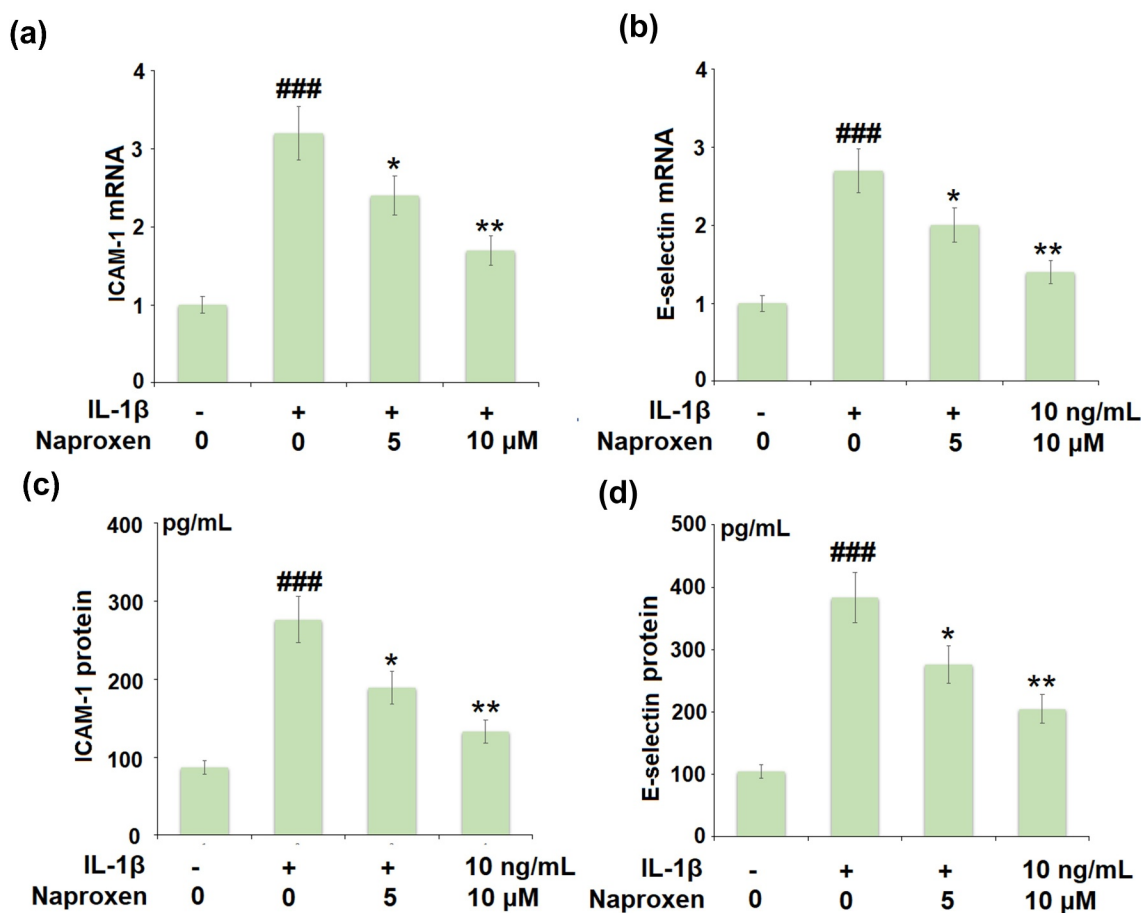 (a)
ICAM-1 mRNA
4
3
2
1
0
###
*
**
IL-1β - + + +
Naproxen 0 0 5 10 µM
(b)
E-selectin mRNA
4
3
2
1
0
###
*
**
IL-1β - + + 10 ng/mL
Naproxen 0 0 5 10 µM
(c)
ICAM-1 protein
pg/mL
400
300
200
100
0
###
*
**
IL-1β - + + 10 ng/mL
Naproxen 0 0 5 10 µM
(d)
E-selectin protein
pg/mL
500
400
300
200
100
0
###
*
**
IL-1β - + + 10 ng/mL
Naproxen 0 0 5 10 µM